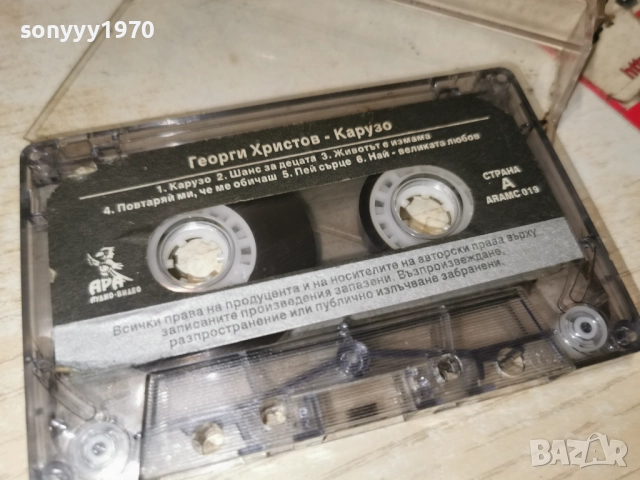 sonyyy1970
Георги Христов - Карузо
1. Карузо 2. Шанс за децата 3. Животът е измама
4. Повтаряй ми, че ме обичаш 5. Пей сърце 6. Най - великата любов
СТРАНА
А
ARAMC 019
АРА
АУДИО-ВИДЕО
Всички права на продуцента и на носителите на авторски права върху
записаните произведения запазени. Възпроизвеждане,
разпространение или публично излъчване забранени.
BAZAR